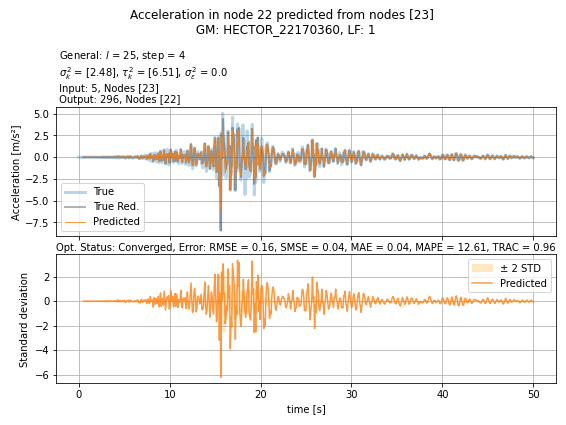 Acceleration in node 22 predicted from nodes [23]
GM: HECTOR_22170360, LF: 1
General: l = 25, step = 4
σ²ₖ = [2.48], τ²ₖ = [6.51], σ²ε = 0.0
Input: 5, Nodes [23]
Output: 296, Nodes [22]
Acceleration [m/s²]
5.0
2.5
0.0
−2.5
−5.0
−7.5
True
True Red.
Predicted
Opt. Status: Converged, Error: RMSE = 0.16, SMSE = 0.04, MAE = 0.04, MAPE = 12.61, TRAC = 0.96
Standard deviation
2
0
−2
−4
−6
± 2 STD
Predicted
0 10 20 30 40 50
time [s]